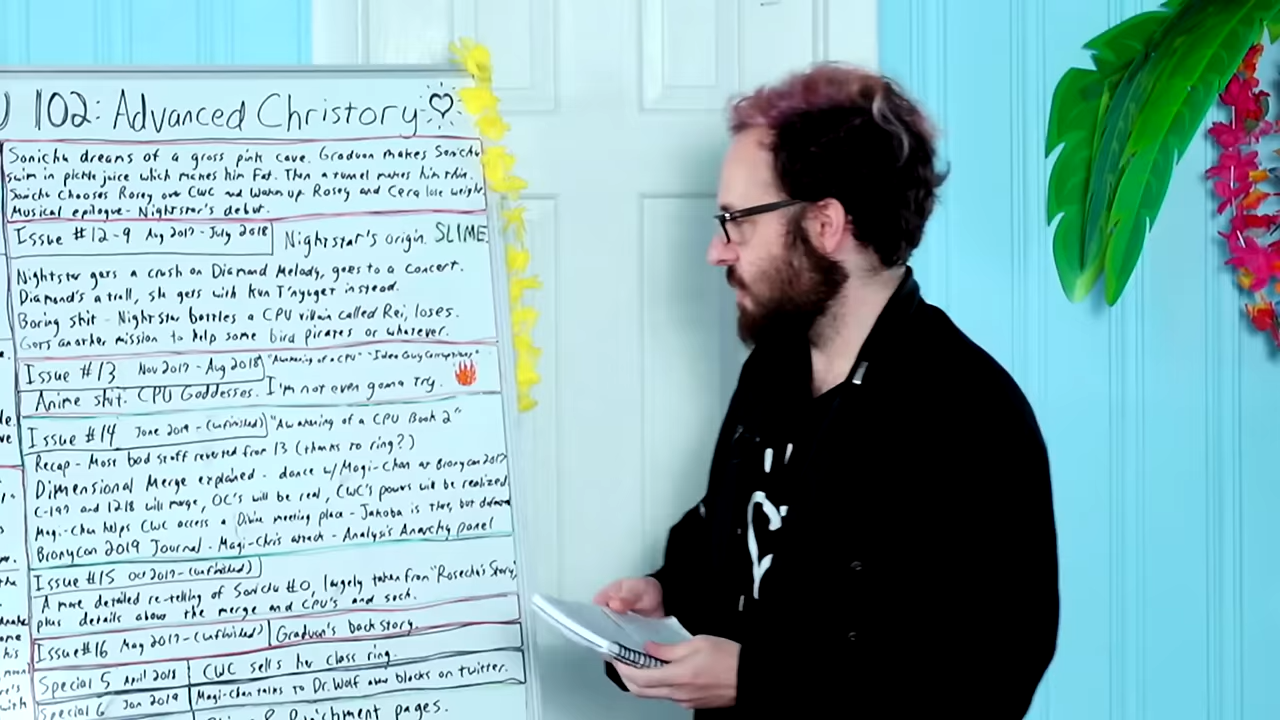 102: Advanced Christory
Sonichu dreams of a gross pink cave. Graduon makes Sonichu
swim in pickle juice which makes him Fat. Then a tunnel makes him thin.
Sonichu chooses Rosey over CWC and wakes up Rosey and Cera lose weight
Musical epilogue - Nightstar's debut.
Issue #12-9 Aug 2017 - July 2018 Nightstar's origin. SLIME.
Nightstar gets a crush on Diamond Melody, goes to a concert.
Diamond's a troll, she gets with Kun T'nyuget instead.
Boring shit - Nightstar battles a CPU villain called Rei, loses.
Gets another mission to help some bird pirates or whatever.
Issue #13 Nov 2017 - Aug 2018 "Awakening of a CPU" "Idea Guy Corruptions"
Anime shit. CPU Goddesses. I'm not even gonna try.
Issue #14 June 2019 - (unfinished) "Awakening of a CPU Book 2"
Recap - Most bad stuff reverted from 13 (thanks to ring?)
Dimensional Merge explained - dance w/Magi-Chan at Bronycon 2017
C-197 and 1218 will merge, OC's will be real, CWC's powers will be realized
Magi-Chan helps CWC access a Divine meeting place - Jakoba is there, but
BronyCon 2019 Journal - Magi-Chris attack - Analysis Anarchy panel
Issue #15 Oct 2017 - (unfinished)
A more detailed re-telling of Sonichu #0, largely taken from "Rosechu's Story,
plus details about the merge and CPU's and such.
Issue #16 May 2017 - (unfinished) Graduon's backstory.
Special 5 April 2018 CWC sells her class ring.
Special 6 Jan 2019 Magi-Chan talks to Dr. Wolf about blocks on twitter.
pages.